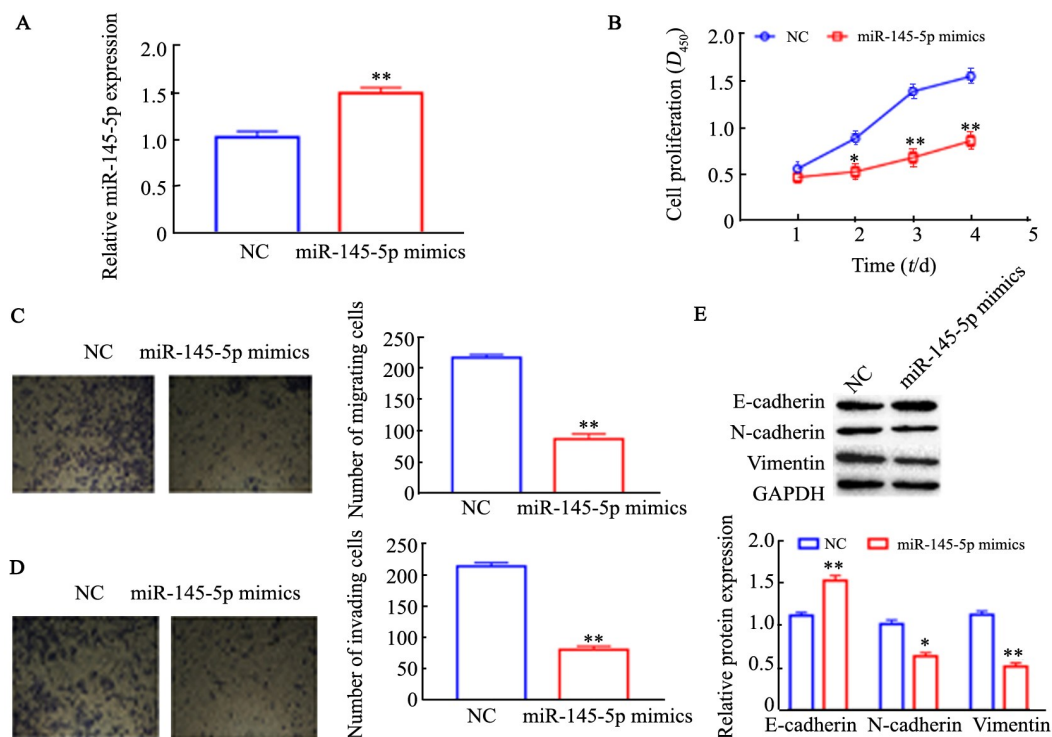 A
Relative miR-145-5p expression
2.0
1.5
1.0
0.5
0
**
NC
miR-145-5p mimics
B
NC
miR-145-5p mimics
Cell proliferation (D450)
2.0
1.5
1.0
0.5
0
*
**
**
1
2
3
4
5
Time (t/d)
C
NC
miR-145-5p mimics
Number of migrating cells
250
200
150
100
50
0
**
NC
miR-145-5p mimics
D
NC
miR-145-5p mimics
Number of invading cells
250
200
150
100
50
0
**
NC
miR-145-5p mimics
E
NC
miR-145-5p mimics
E-cadherin
N-cadherin
Vimentin
GAPDH
NC
miR-145-5p mimics
Relative protein expression
2.0
1.5
1.0
0.5
0
**
*
**
E-cadherin
N-cadherin
Vimentin